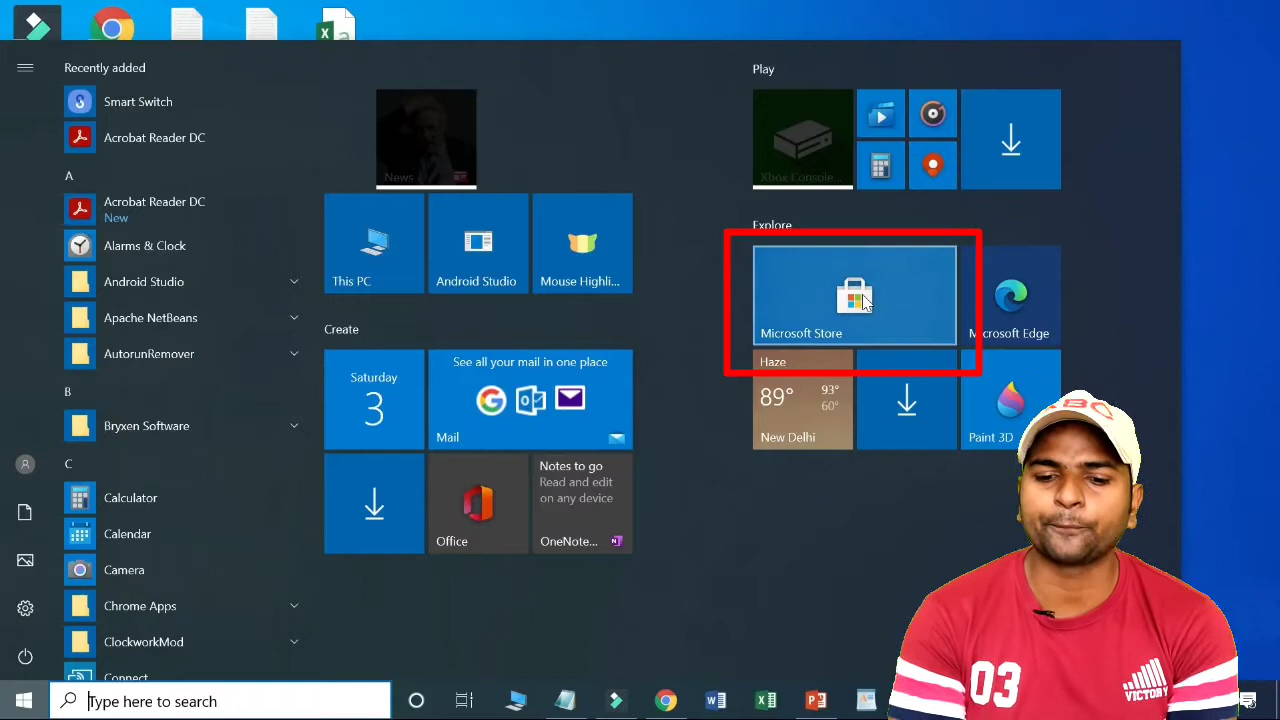 Recently added
Smart Switch
Acrobat Reader DC
A
Acrobat Reader DC
New
Alarms & Clock
Android Studio
Apache NetBeans
AutorunRemover
B
Bryxen Software
C
Calculator
Calendar
Camera
Chrome Apps
ClockworkMod
Connect
News
This PC
Android Studio
Mouse Highli...
Create
Saturday
3
See all your mail in one place
Mail
Office
Notes to go
Read and edit
on any device
OneNote...
Play
Xbox Console...
Explore
Microsoft Store
Microsoft Edge
Haze
89°
93°
60°
New Delhi
Paint 3D
Type here to search
03
VICTORY